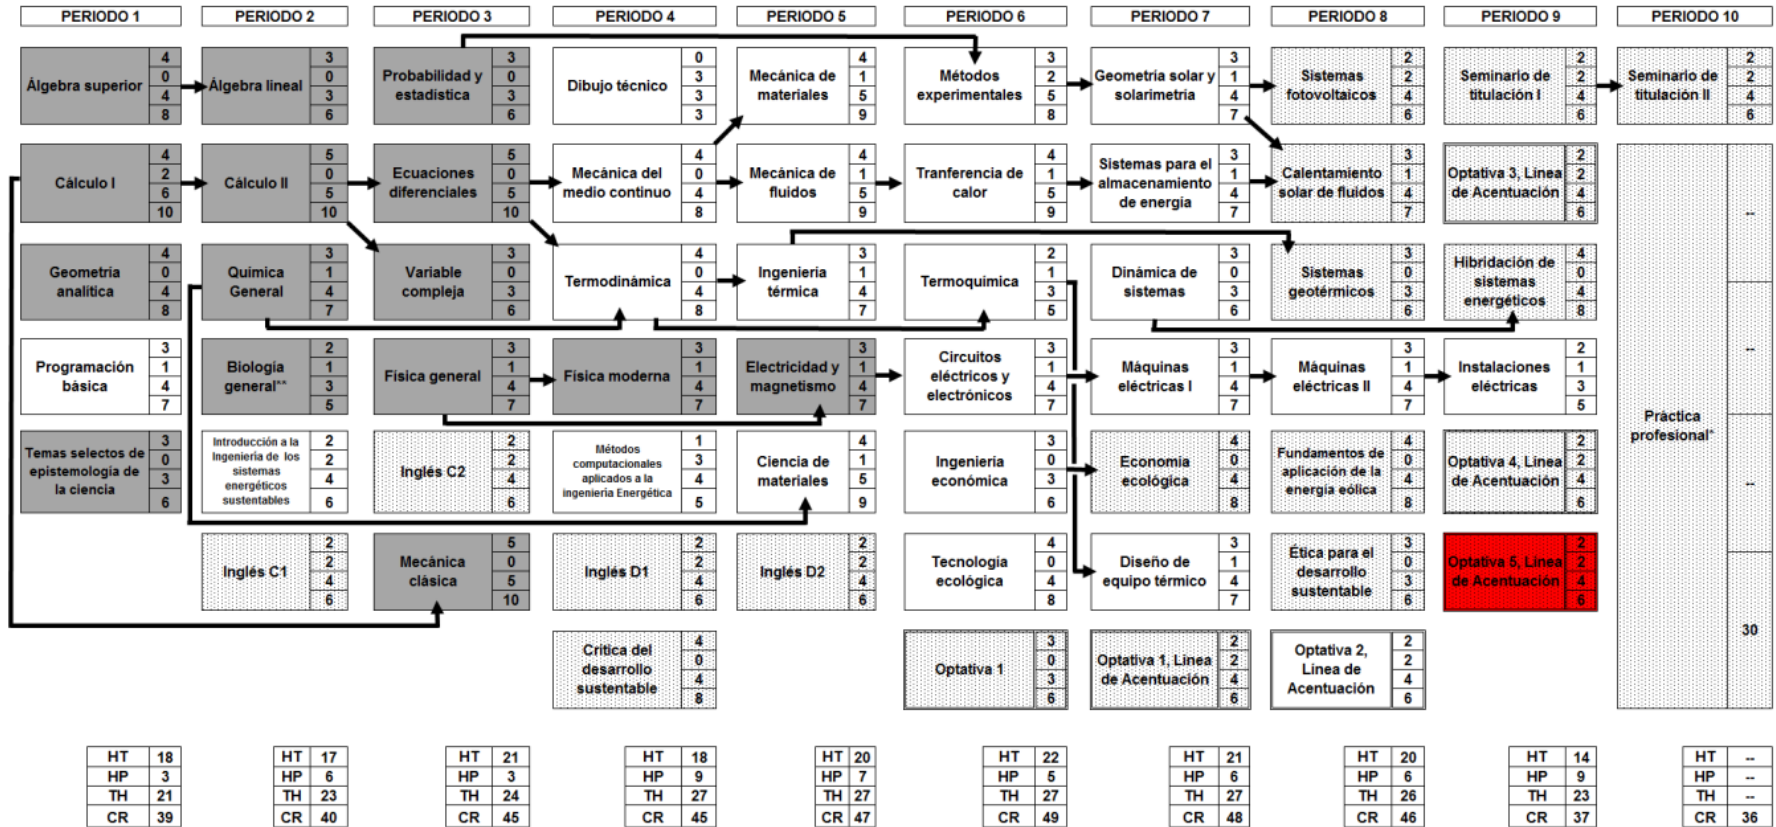 PERIODO 1
PERIODO 2
PERIODO 3
PERIODO 4
PERIODO 5
PERIODO 6
PERIODO 7
PERIODO 8
PERIODO 9
PERIODO 10
Álgebra superior
4
0
4
8
Álgebra lineal
3
0
3
6
Probabilidad y
estadística
3
0
3
6
Dibujo técnico
0
3
3
3
Mecánica de
materiales
4
1
5
9
Métodos
experimentales
3
2
5
8
Geometría solar y
solarimetría
3
1
4
7
Sistemas
fotovoltaicos
2
2
4
6
Seminario de
titulación I
2
2
4
6
Seminario de
titulación II
2
2
4
6
Cálculo I
4
2
6
10
Cálculo II
5
0
5
10
Ecuaciones
diferenciales
5
0
5
10
Mecánica del
medio continuo
4
0
4
8
Mecánica de
fluidos
4
1
5
9
Tranferencia de
calor
4
1
5
9
Sistemas para el
almacenamiento
de energía
3
1
4
7
Calentamiento
solar de fluidos
3
1
4
7
Optativa 3, Línea
de Acentuación
2
2
4
6
Práctica
profesional*
--
--
--
30
Geometría
analítica
4
0
4
8
Química
General
3
1
4
7
Variable
compleja
3
0
3
6
Termodinámica
4
0
4
8
Ingeniería
térmica
3
1
4
7
Termoquímica
2
1
3
5
Dinámica de
sistemas
3
0
3
6
Sistemas
geotérmicos
3
0
3
6
Hibridación de
sistemas
energéticos
4
0
4
8
Programación
básica
3
1
4
7
Biología
general**
2
1
3
5
Física general
3
1
4
7
Física moderna
3
1
4
7
Electricidad y
magnetismo
3
1
4
7
Circuitos
eléctricos y
electrónicos
3
1
4
7
Máquinas
eléctricas I
3
1
4
7
Máquinas
eléctricas II
3
1
4
7
Instalaciones
eléctricas
2
1
3
5
Temas selectos de
epistemología de
la ciencia
3
0
3
6
Introducción a la
Ingeniería de los
sistemas
energéticos
sustentables
2
2
4
6
Inglés C2
2
2
4
6
Métodos
computacionales
aplicados a la
ingeniería Energética
1
3
4
5
Ciencia de
materiales
4
1
5
9
Ingeniería
económica
3
0
3
6
Economía
ecológica
4
0
4
8
Fundamentos de
aplicación de la
energía eólica
4
0
4
8
Optativa 4, Línea
de Acentuación
2
2
4
6
Inglés C1
2
2
4
6
Mecánica
clásica
5
0
5
10
Inglés D1
2
2
4
6
Inglés D2
2
2
4
6
Tecnología
ecológica
4
0
4
8
Diseño de
equipo térmico
3
1
4
7
Ética para el
desarrollo
sustentable
3
0
3
6
Optativa 5, Línea
de Acentuación
2
2
4
6
Crítica del
desarrollo
sustentable
4
0
4
8
Optativa 1
3
0
3
6
Optativa 1, Línea
de Acentuación
2
2
4
6
Optativa 2,
Línea de
Acentuación
2
2
4
6
HT 18
HP 3
TH 21
CR 39
HT 17
HP 6
TH 23
CR 40
HT 21
HP 3
TH 24
CR 45
HT 18
HP 9
TH 27
CR 45
HT 20
HP 7
TH 27
CR 47
HT 22
HP 5
TH 27
CR 49
HT 21
HP 6
TH 27
CR 48
HT 20
HP 6
TH 26
CR 46
HT 14
HP 9
TH 23
CR 37
HT --
HP --
TH --
CR 36